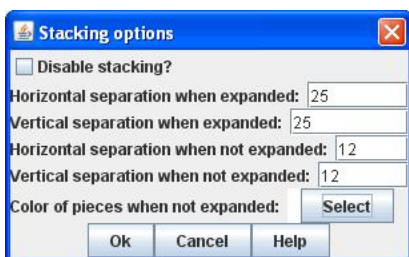 Stacking options
Disable stacking?
Horizontal separation when expanded: 25
Vertical separation when expanded: 25
Horizontal separation when not expanded: 12
Vertical separation when not expanded: 12
Color of pieces when not expanded: Select
Ok Cancel Help